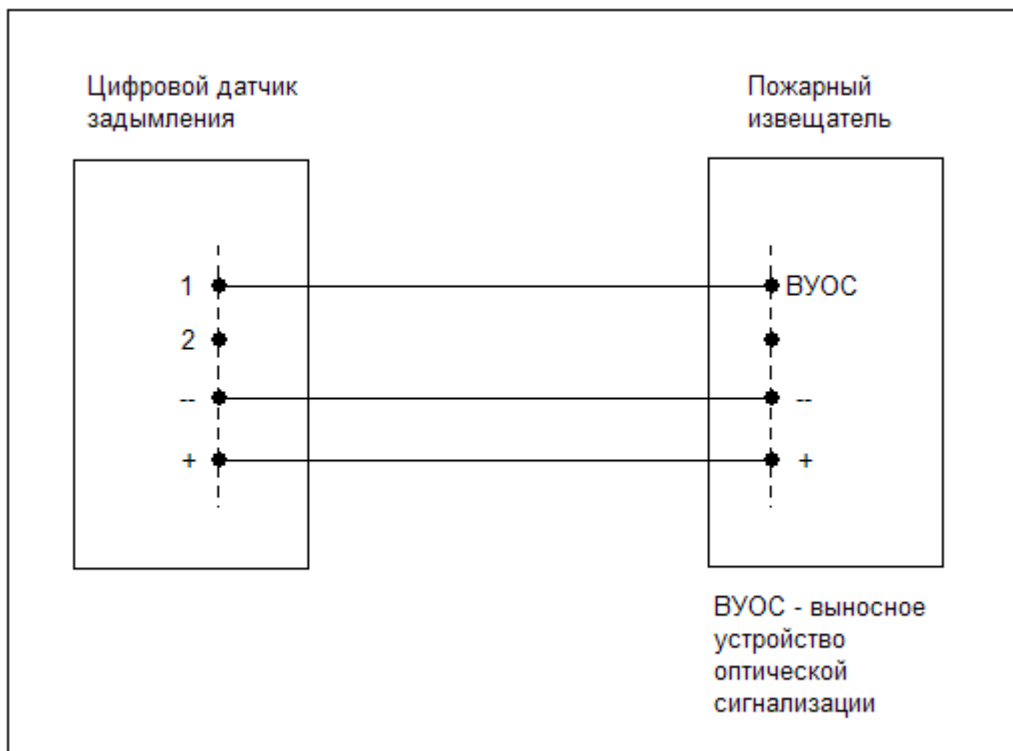 Цифровой датчик
задымления
Пожарный
извещатель
1
ВУОС
2
--
--
+
+
ВУОС - выносное
устройство
оптической
сигнализации